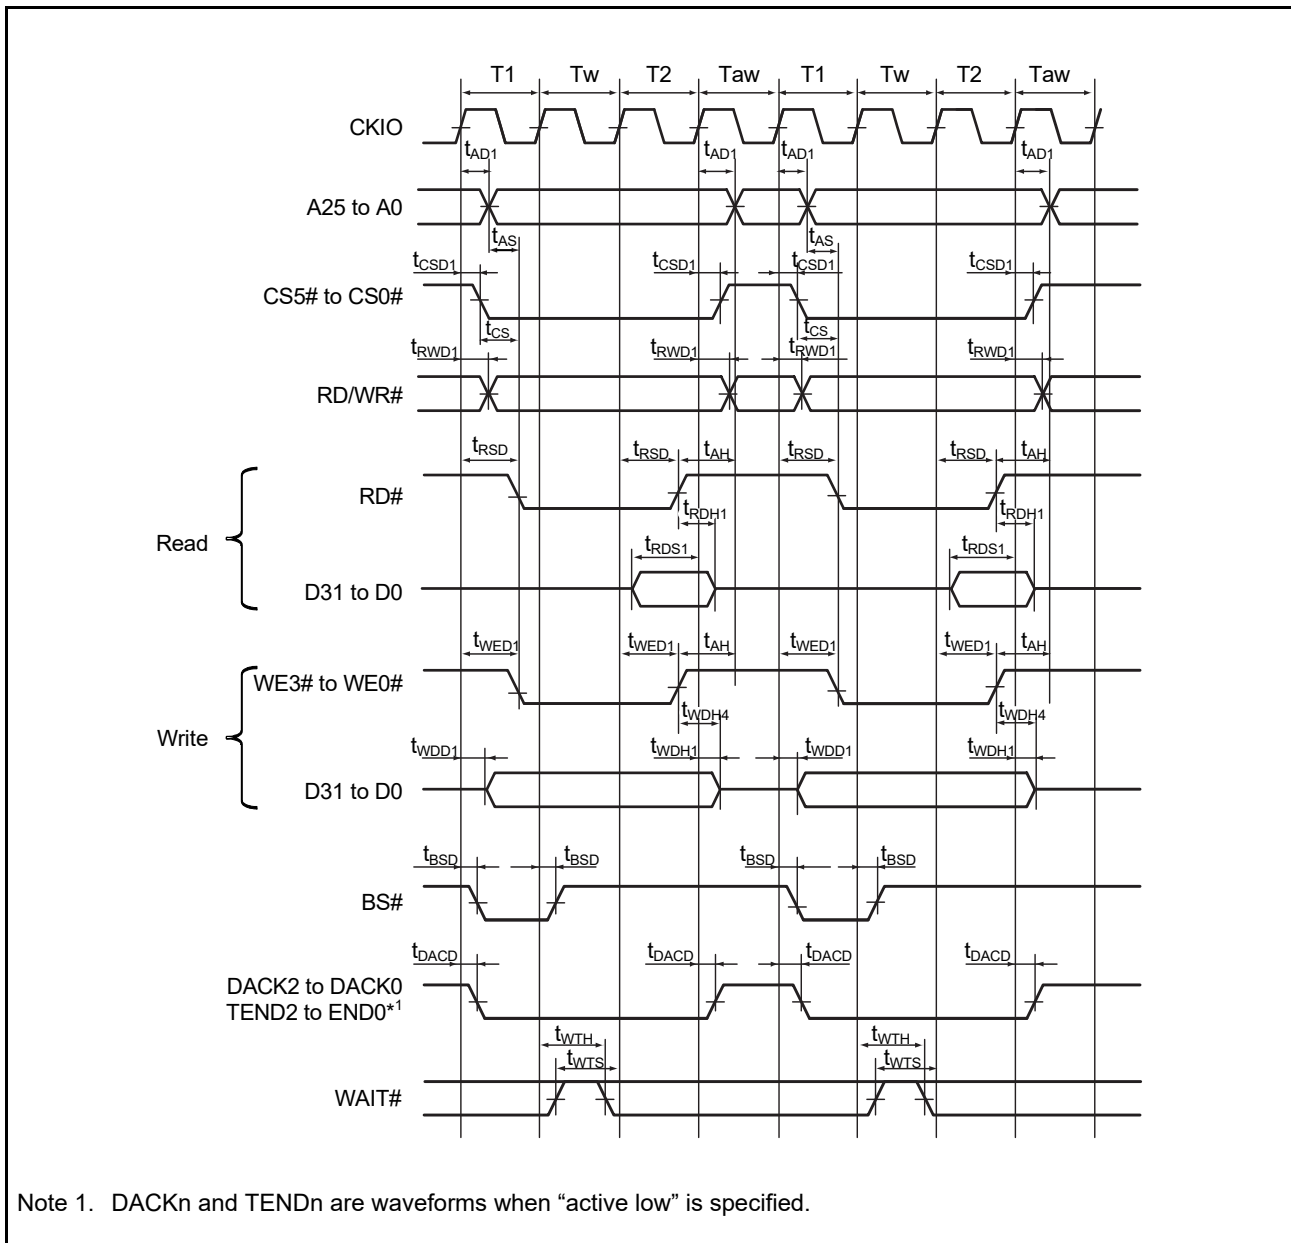 T1 Tw T2 Taw T1 Tw T2 Taw
CKIO
tAD1 tAD1 tAD1 tAD1
A25 to A0
tAS tAS
tCSD1 tCSD1 tCSD1 tCSD1
CS5# to CS0#
tCS tCS
tRWD1 tRWD1 tRWD1 tRWD1
RD/WR#
tRSD tRSD tAH tRSD tRSD tAH
RD#
tRDH1 tRDH1
Read
tRDS1 tRDS1
D31 to D0
tWED1 tWED1 tAH tWED1 tWED1 tAH
WE3# to WE0#
tWDH4 tWDH4
Write
tWDD1 tWDH1 tWDD1 tWDH1
D31 to D0
tBSD tBSD tBSD tBSD
BS#
tDACD tDACD tDACD tDACD
DACK2 to DACK0
TEND2 to END0*1
tWTH tWTH
tWTS tWTS
WAIT#
Note 1. DACKn and TENDn are waveforms when “active low” is specified.